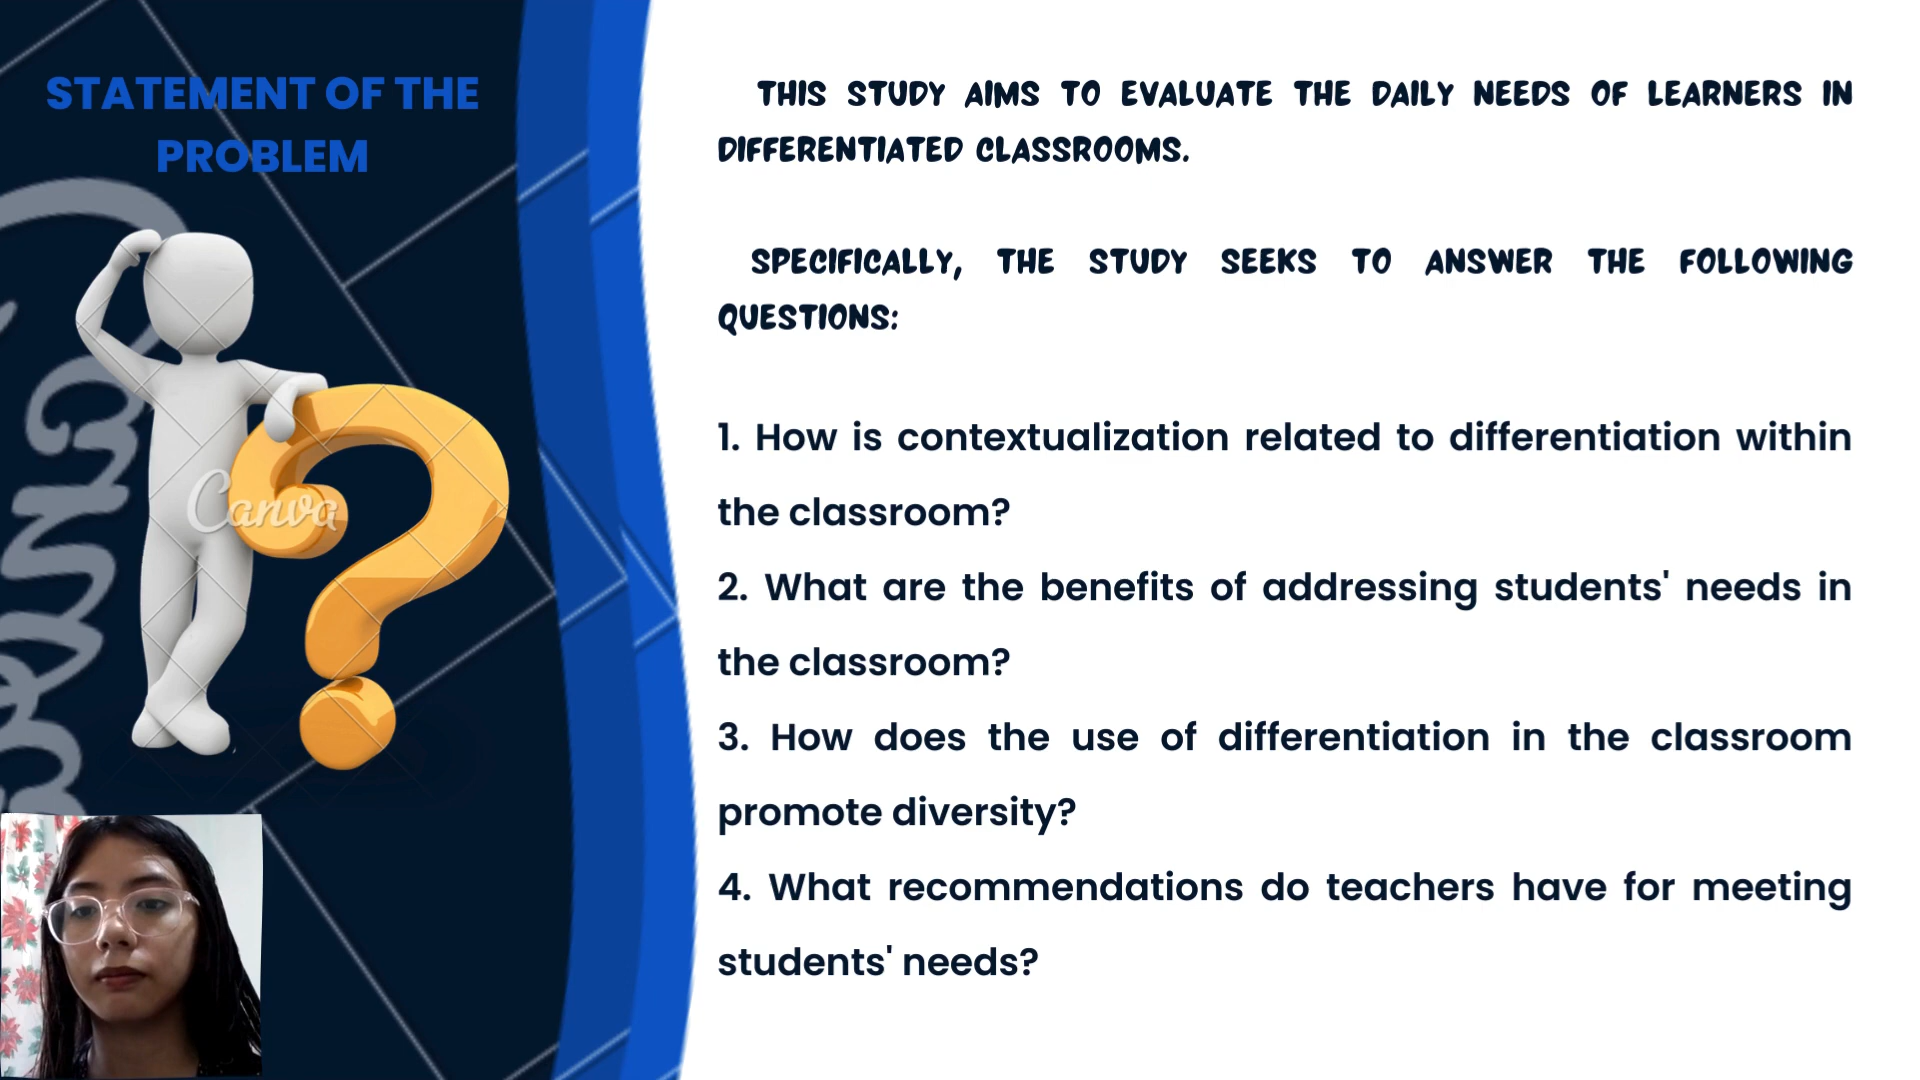 STATEMENT OF THE
PROBLEM
THIS STUDY AIMS TO EVALUATE THE DAILY NEEDS OF LEARNERS IN
DIFFERENTIATED CLASSROOMS.
SPECIFICALLY, THE STUDY SEEKS TO ANSWER THE FOLLOWING
QUESTIONS:
1. How is contextualization related to differentiation within
the classroom?
2. What are the benefits of addressing students' needs in
the classroom?
3. How does the use of differentiation in the classroom
promote diversity?
4. What recommendations do teachers have for meeting
students' needs?
Canva